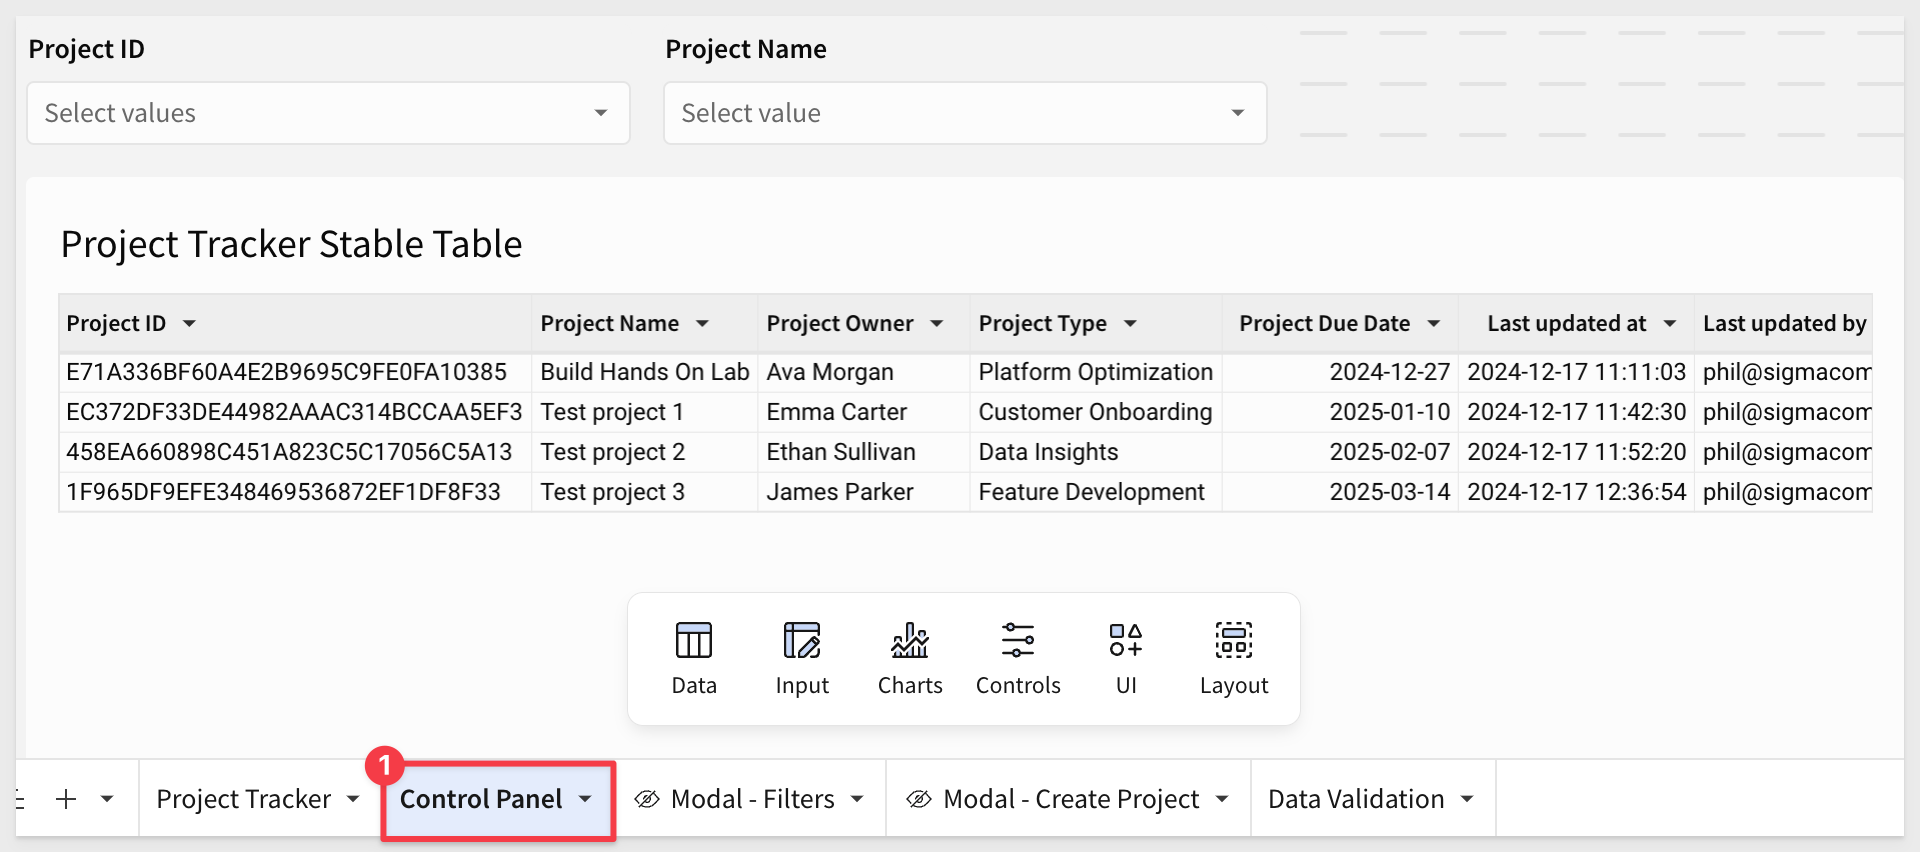 Project ID
Project Name
Select values
Select value
Project Tracker Stable Table
Project ID Project Name Project Owner Project Type Project Due Date Last updated at Last updated by
E71A336BF60A4E2B9695C9FE0FA10385 Build Hands On Lab Ava Morgan Platform Optimization 2024-12-27 2024-12-17 11:11:03 phil@sigmacom
EC372DF33DE44982AAAC314BCCAA5EF3 Test project 1 Emma Carter Customer Onboarding 2025-01-10 2024-12-17 11:42:30 phil@sigmacom
458EA660898C451A823C5C17056C5A13 Test project 2 Ethan Sullivan Data Insights 2025-02-07 2024-12-17 11:52:20 phil@sigmacom
1F965DF9EFE348469536872EF1DF8F33 Test project 3 James Parker Feature Development 2025-03-14 2024-12-17 12:36:54 phil@sigmacom
Data Input Charts Controls UI Layout
1
Project Tracker Control Panel Modal - Filters Modal - Create Project Data Validation